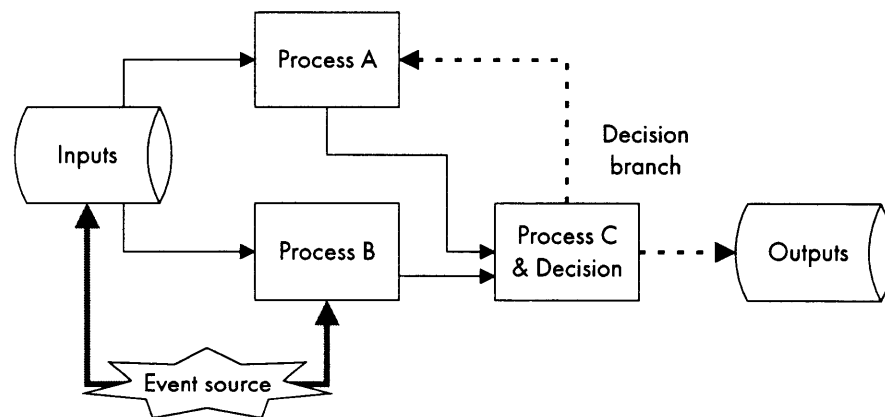 Process A
Inputs
Decision
branch
Process B
Process C
& Decision
Outputs
Event source